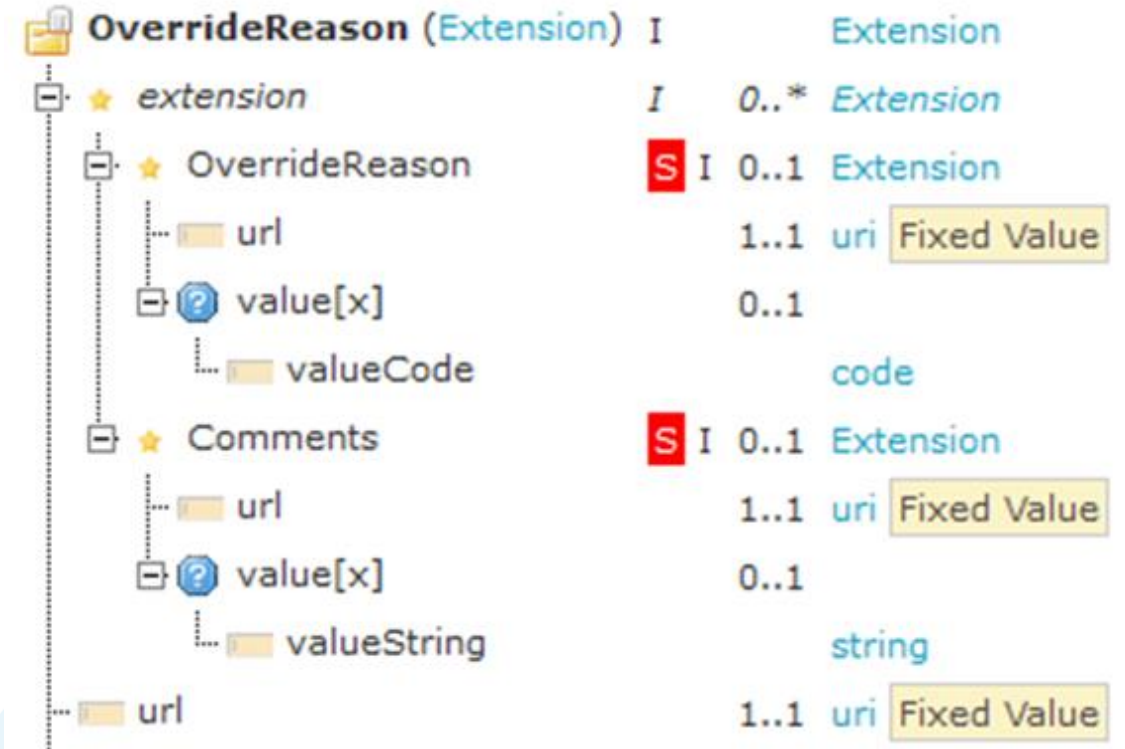 OverrideReason (Extension) I Extension
extension I 0..* Extension
OverrideReason S I 0..1 Extension
url 1..1 uri Fixed Value
value[x] 0..1
valueCode code
Comments S I 0..1 Extension
url 1..1 uri Fixed Value
value[x] 0..1
valueString string
url 1..1 uri Fixed Value